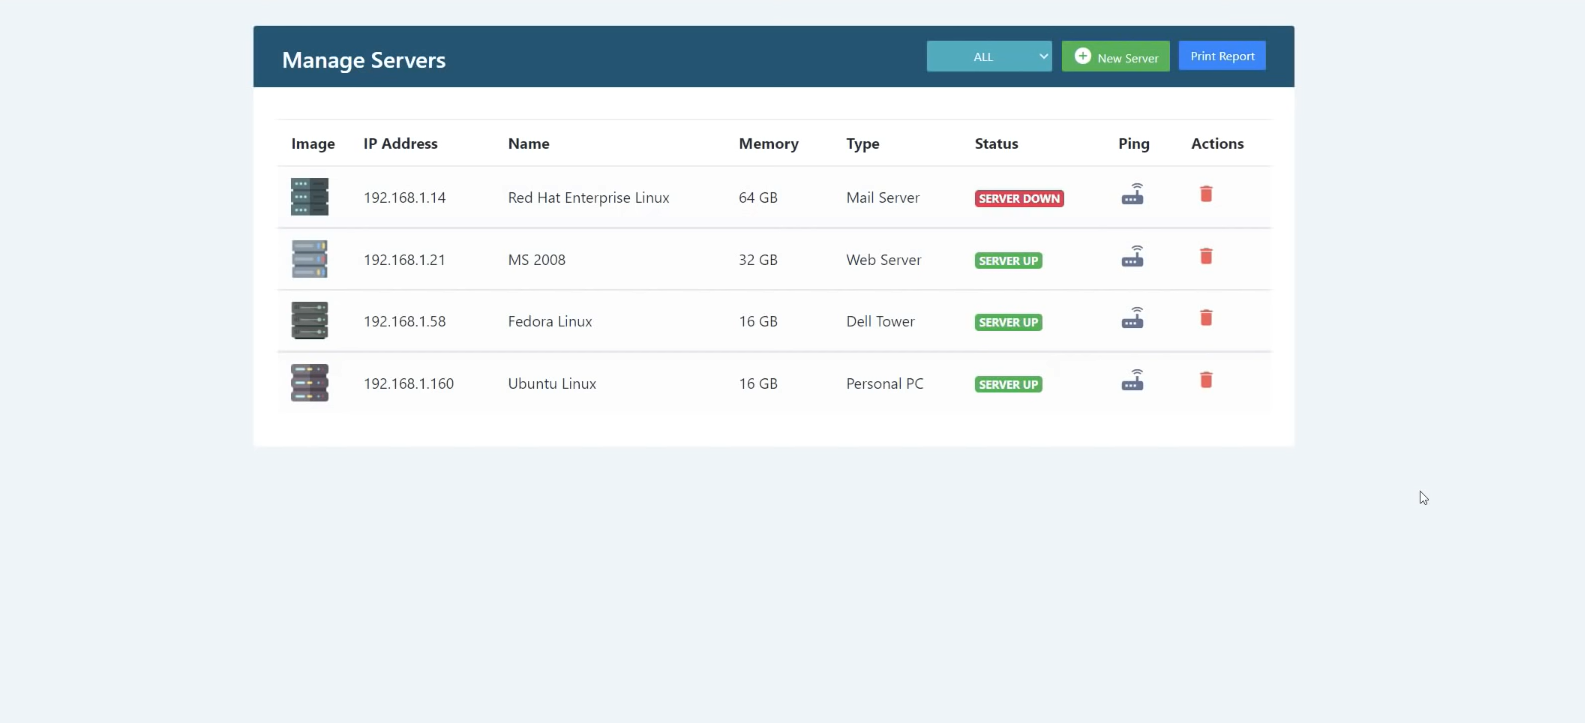 Manage Servers
ALL
New Server
Print Report
Image IP Address Name Memory Type Status Ping Actions
192.168.1.14 Red Hat Enterprise Linux 64 GB Mail Server SERVER DOWN
192.168.1.21 MS 2008 32 GB Web Server SERVER UP
192.168.1.58 Fedora Linux 16 GB Dell Tower SERVER UP
192.168.1.160 Ubuntu Linux 16 GB Personal PC SERVER UP